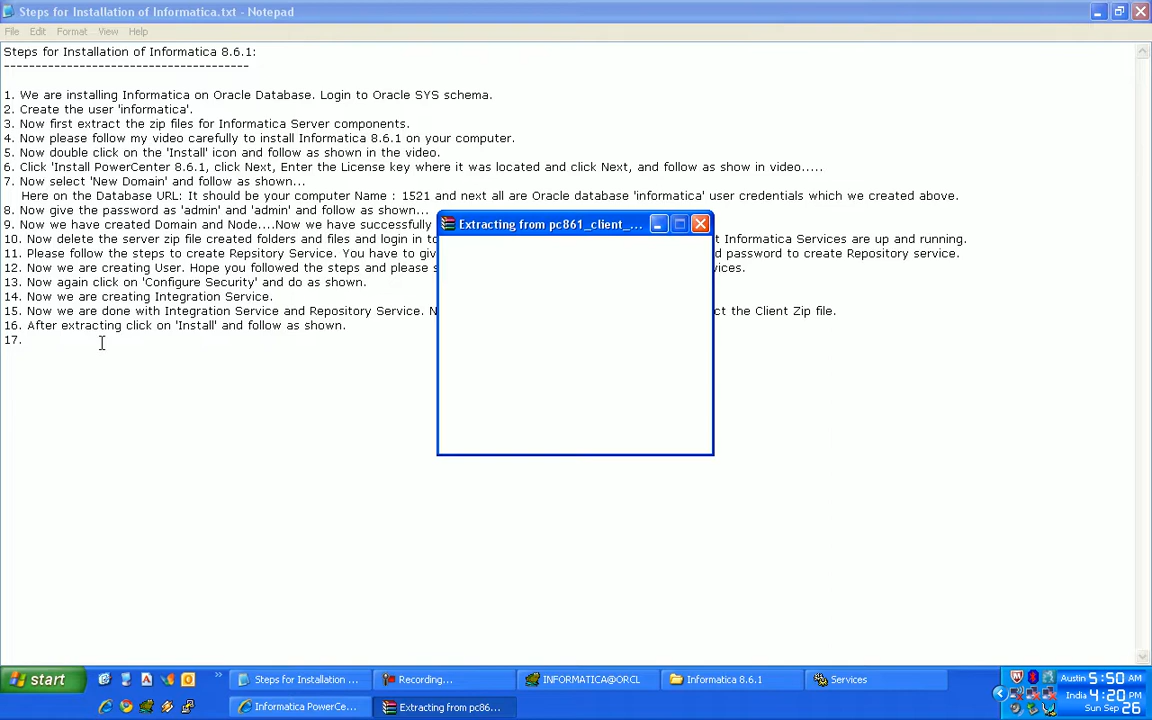 Steps for Installation of Informatica.txt - Notepad
File Edit Format View Help
Steps for Installation of Informatica 8.6.1:
--------------------------------------
1. We are installing Informatica on Oracle Database. Login to Oracle SYS schema.
2. Create the user 'informatica'.
3. Now first extract the zip files for Informatica Server components.
4. Now please follow my video carefully to install Informatica 8.6.1 on your computer.
5. Now double click on the 'Install' icon and follow as shown in the video.
6. Click 'Install PowerCenter 8.6.1, click Next, Enter the License key where it was located and click Next, and follow as show in video.....
7. Now select 'New Domain' and follow as shown...
Here on the Database URL: It should be your computer Name : 1521 and next all are Oracle database 'informatica' user credentials which we created above.
8. Now give the password as 'admin' and 'admin' and follow as shown...
9. Now we have created Domain and Node....Now we have successfully
10. Now delete the server zip file created folders and files and login in to t Informatica Services are up and running.
11. Please follow the steps to create Repsitory Service. You have to giv d password to create Repository service.
12. Now we are creating User. Hope you followed the steps and please s vices.
13. Now again click on 'Configure Security' and do as shown.
14. Now we are creating Integration Service.
15. Now we are done with Integration Service and Repository Service. N ct the Client Zip file.
16. After extracting click on 'Install' and follow as shown.
17.
Extracting from pc861_client_...
start
Steps for Installation ...
Recording...
INFORMATICA@ORCL
Informatica 8.6.1
Services
Informatica PowerCe...
Extracting from pc86...
Austin 5:50 AM
India 4:20 PM
Sun Sep 26